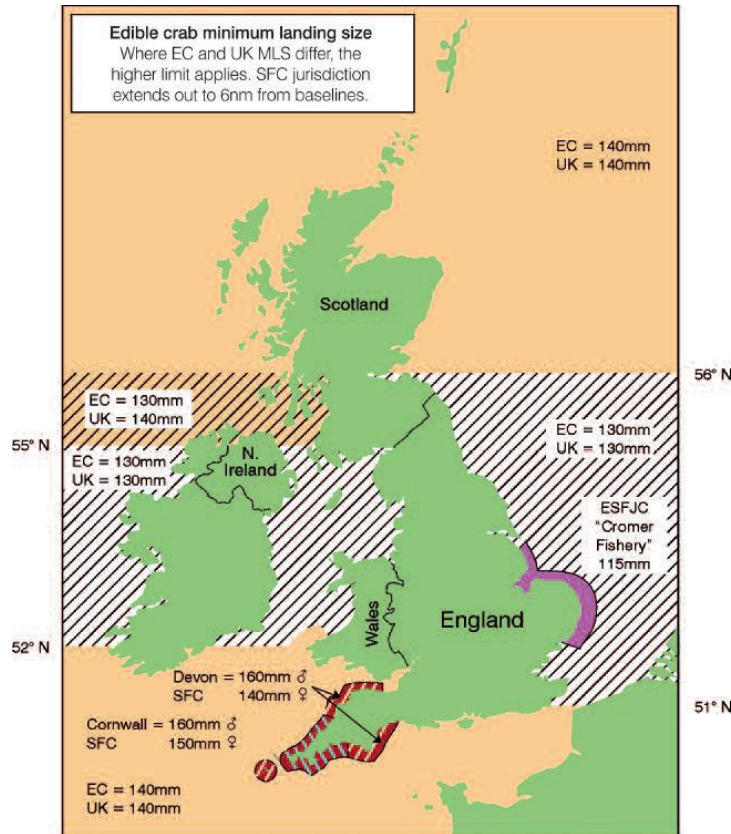 Edible crab minimum landing size
Where EC and UK MLS differ, the
higher limit applies. SFC jurisdiction
extends out to 6nm from baselines.
EC = 140mm
UK = 140mm
Scotland
56° N
EC = 130mm
UK = 140mm
EC = 130mm
UK = 130mm
55° N
N.
Ireland
EC = 130mm
UK = 130mm
ESFJC
"Cromer
Fishery"
115mm
Wales
England
52° N
Devon = 160mm ♂
SFC 140mm ♀
51° N
Cornwall = 160mm ♂
SFC 150mm ♀
EC = 140mm
UK = 140mm